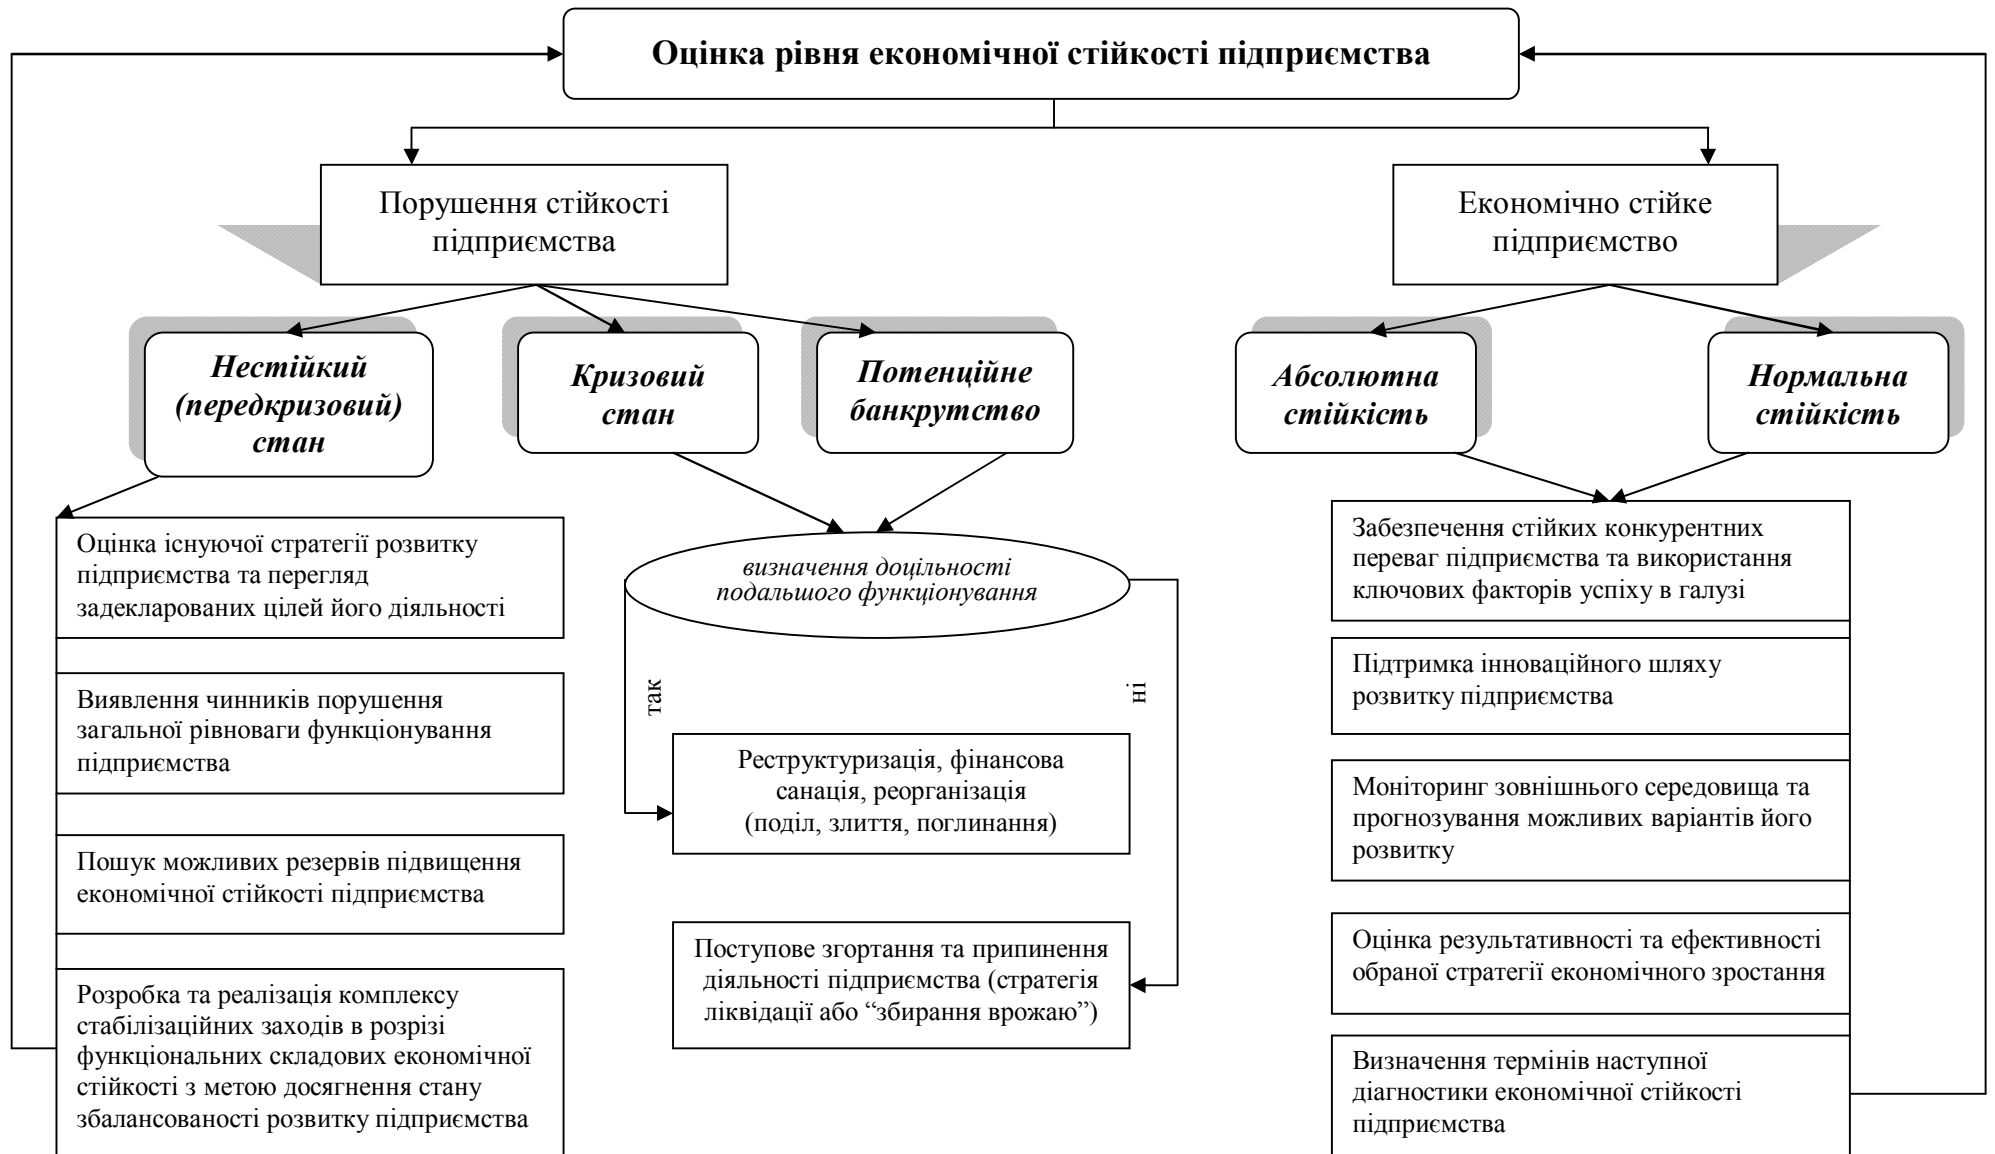 Оцінка рівня економічної стійкості підприємства
Порушення стійкості
підприємства
Економічно стійке
підприємство
Нестійкий
(передкризовий)
стан
Кризовий
стан
Потенційне
банкрутство
Абсолютна
стійкість
Нормальна
стійкість
Оцінка існуючої стратегії розвитку
підприємства та перегляд
задекларованих цілей його діяльності
Виявлення чинників порушення
загальної рівноваги функціонування
підприємства
Пошук можливих резервів підвищення
економічної стійкості підприємства
Розробка та реалізація комплексу
стабілізаційних заходів в розрізі
функціональних складових економічної
стійкості з метою досягнення стану
збалансованості розвитку підприємства
визначення доцільності
подальшого функціонування
так
ні
Реструктуризація, фінансова
санація, реорганізація
(поділ, злиття, поглинання)
Поступове згортання та припинення
діяльності підприємства (стратегія
ліквідації або “збирання врожаю”)
Забезпечення стійких конкурентних
переваг підприємства та використання
ключових факторів успіху в галузі
Підтримка інноваційного шляху
розвитку підприємства
Моніторинг зовнішнього середовища та
прогнозування можливих варіантів його
розвитку
Оцінка результативності та ефективності
обраної стратегії економічного зростання
Визначення термінів наступної
діагностики економічної стійкості
підприємства